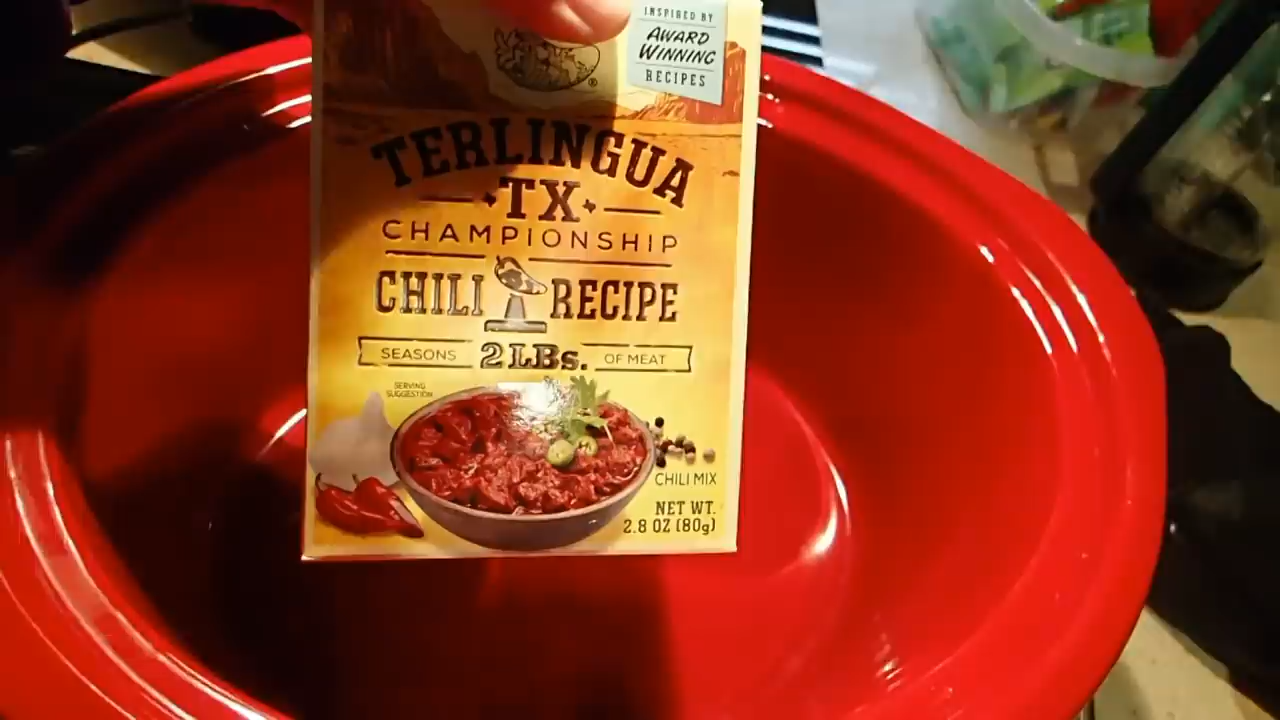 INSPIRED BY
AWARD
WINNING
RECIPES
TERLINGUA
TX
CHAMPIONSHIP
CHILI RECIPE
SEASONS 2 LBs. OF MEAT
SERVING
SUGGESTION
CHILI MIX
NET WT.
2.8 OZ (80g)